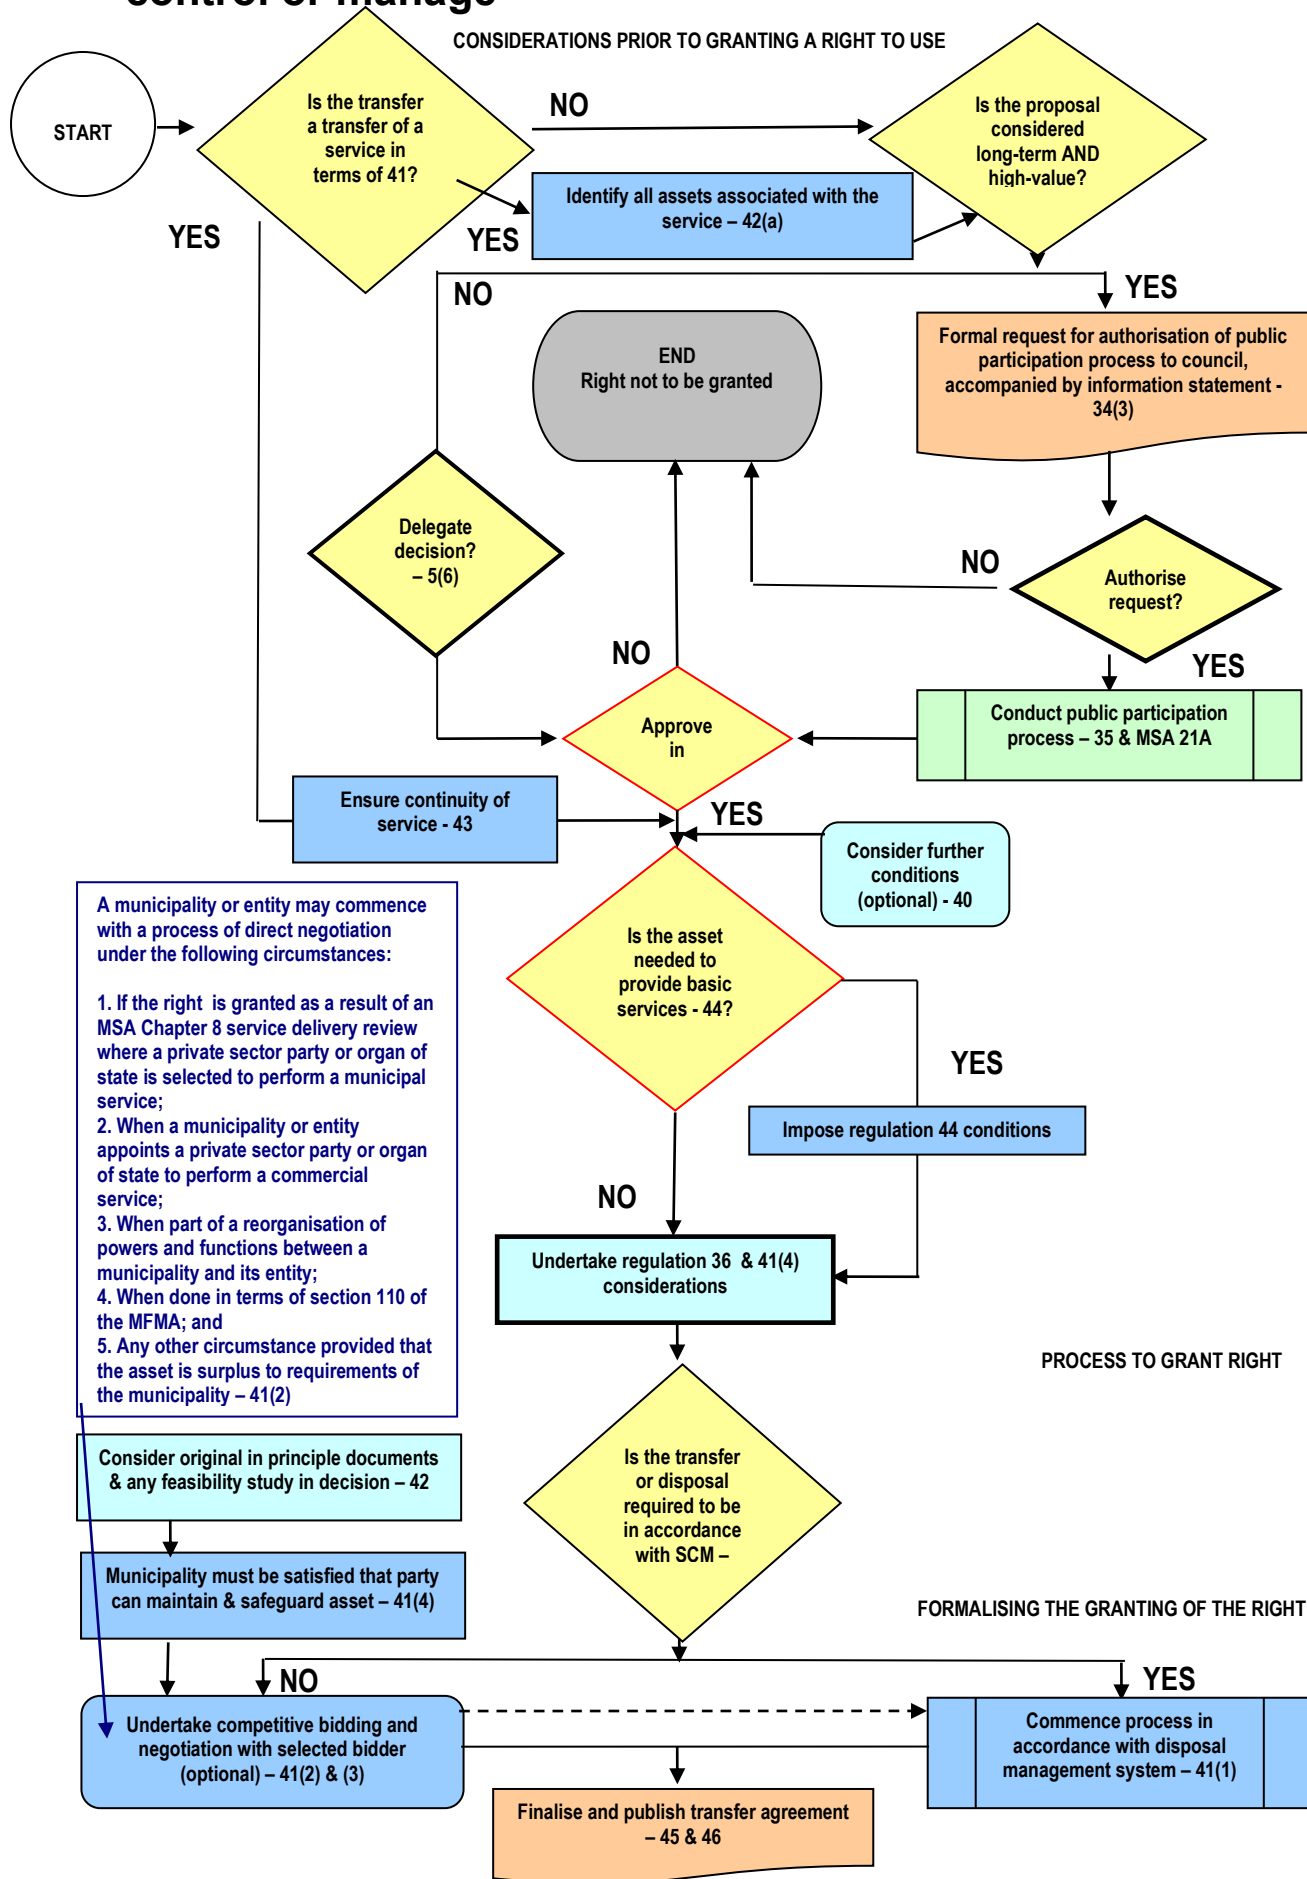 control or manage
CONSIDERATIONS PRIOR TO GRANTING A RIGHT TO USE
START
Is the transfer
a transfer of a
service in
terms of 41?
NO
Is the proposal
considered
long-term AND
high-value?
Identify all assets associated with the
service – 42(a)
YES
YES
NO
YES
END
Right not to be granted
Formal request for authorisation of public
participation process to council,
accompanied by information statement -
34(3)
Delegate
decision?
– 5(6)
NO
Authorise
request?
NO
YES
Approve
in
Conduct public participation
process – 35 & MSA 21A
Ensure continuity of
service - 43
YES
Consider further
conditions
(optional) - 40
A municipality or entity may commence
with a process of direct negotiation
under the following circumstances:
1. If the right  is granted as a result of an
MSA Chapter 8 service delivery review
where a private sector party or organ of
state is selected to perform a municipal
service;
2. When a municipality or entity
appoints a private sector party or organ
of state to perform a commercial
service;
3. When part of a reorganisation of
powers and functions between a
municipality and its entity;
4. When done in terms of section 110 of
the MFMA; and
5. Any other circumstance provided that
the asset is surplus to requirements of
the municipality – 41(2)
Is the asset
needed to
provide basic
services - 44?
YES
Impose regulation 44 conditions
NO
Undertake regulation 36  & 41(4)
considerations
PROCESS TO GRANT RIGHT
Consider original in principle documents
& any feasibility study in decision – 42
Is the transfer
or disposal
required to be
in accordance
with SCM –
Municipality must be satisfied that party
can maintain & safeguard asset – 41(4)
FORMALISING THE GRANTING OF THE RIGHT
NO
YES
Undertake competitive bidding and
negotiation with selected bidder
(optional) – 41(2) & (3)
Commence process in
accordance with disposal
management system – 41(1)
Finalise and publish transfer agreement
– 45 & 46